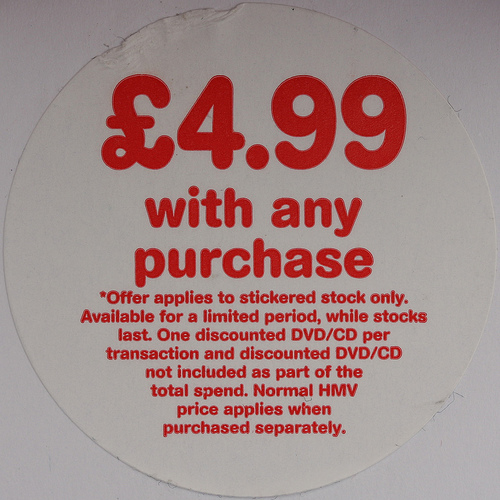 £4.99
with any
purchase
*Offer applies to stickered stock only.
Available for a limited period, while stocks
last. One discounted DVD/CD per
transaction and discounted DVD/CD
not included as part of the
total spend. Normal HMV
price applies when
purchased separately.